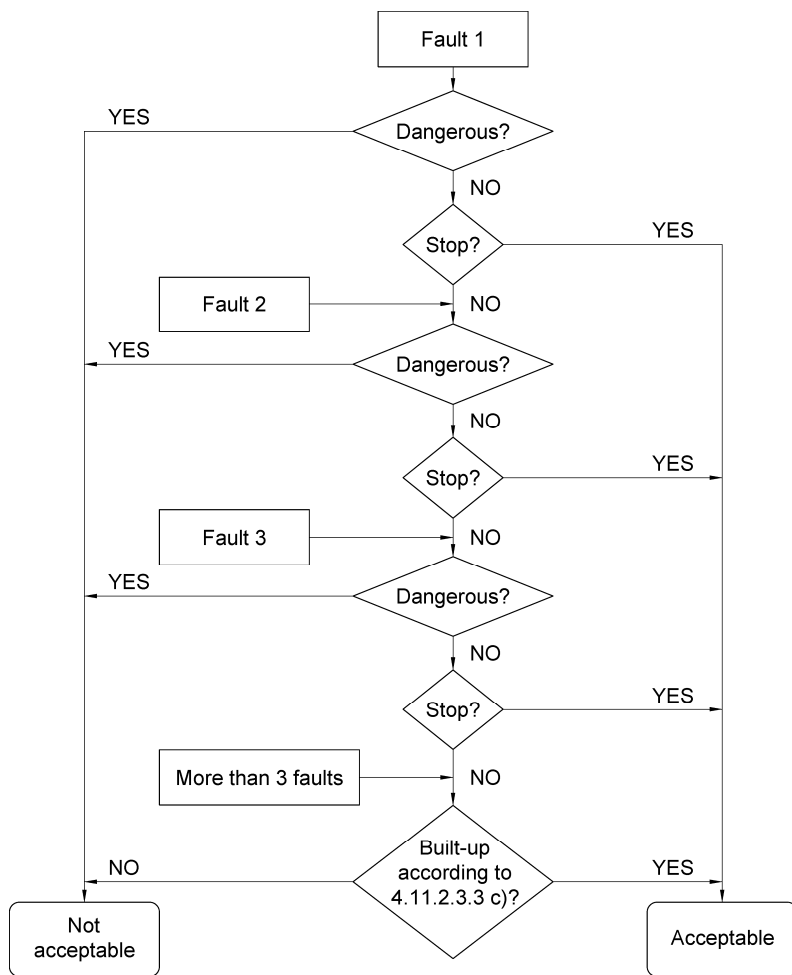 Fault 1
YES
Dangerous?
NO
Stop?
YES
Fault 2
NO
YES
Dangerous?
NO
Stop?
YES
Fault 3
NO
YES
Dangerous?
NO
Stop?
YES
More than 3 faults
NO
Built-up
according to
4.11.2.3.3 c)?
NO
YES
Not
acceptable
Acceptable